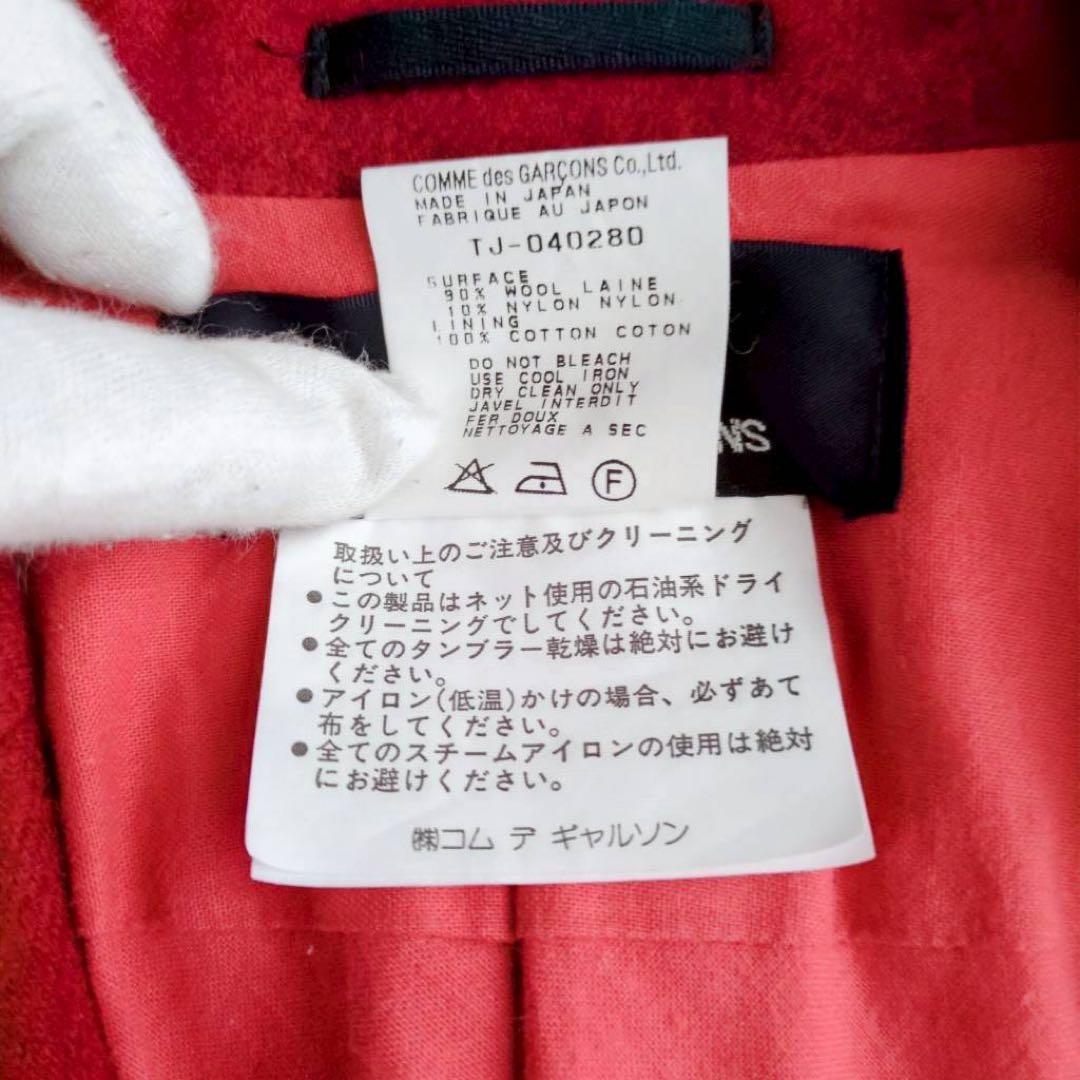 COMME des GARÇONS Co.,Ltd.
MADE IN JAPAN
FABRIQUE AU JAPON
TJ-040280
SURFACE
90% WOOL LAINE
10% NYLON NYLON
LINING
100% COTTON COTON
DO NOT BLEACH
USE COOL IRON
DRY CLEAN ONLY
JAVEL INTERDIT
FER DOUX
NETTOYAGE A SEC
F
取扱い上のご注意及びクリーニング
について
●この製品はネット使用の石油系ドライ
クリーニングでしてください。
●全てのタンブラー乾燥は絶対にお避け
ください。
●アイロン(低温)かけの場合、必ずあて
布をしてください。
●全てのスチームアイロンの使用は絶対
にお避けください。
㈱コム デ ギャルソン